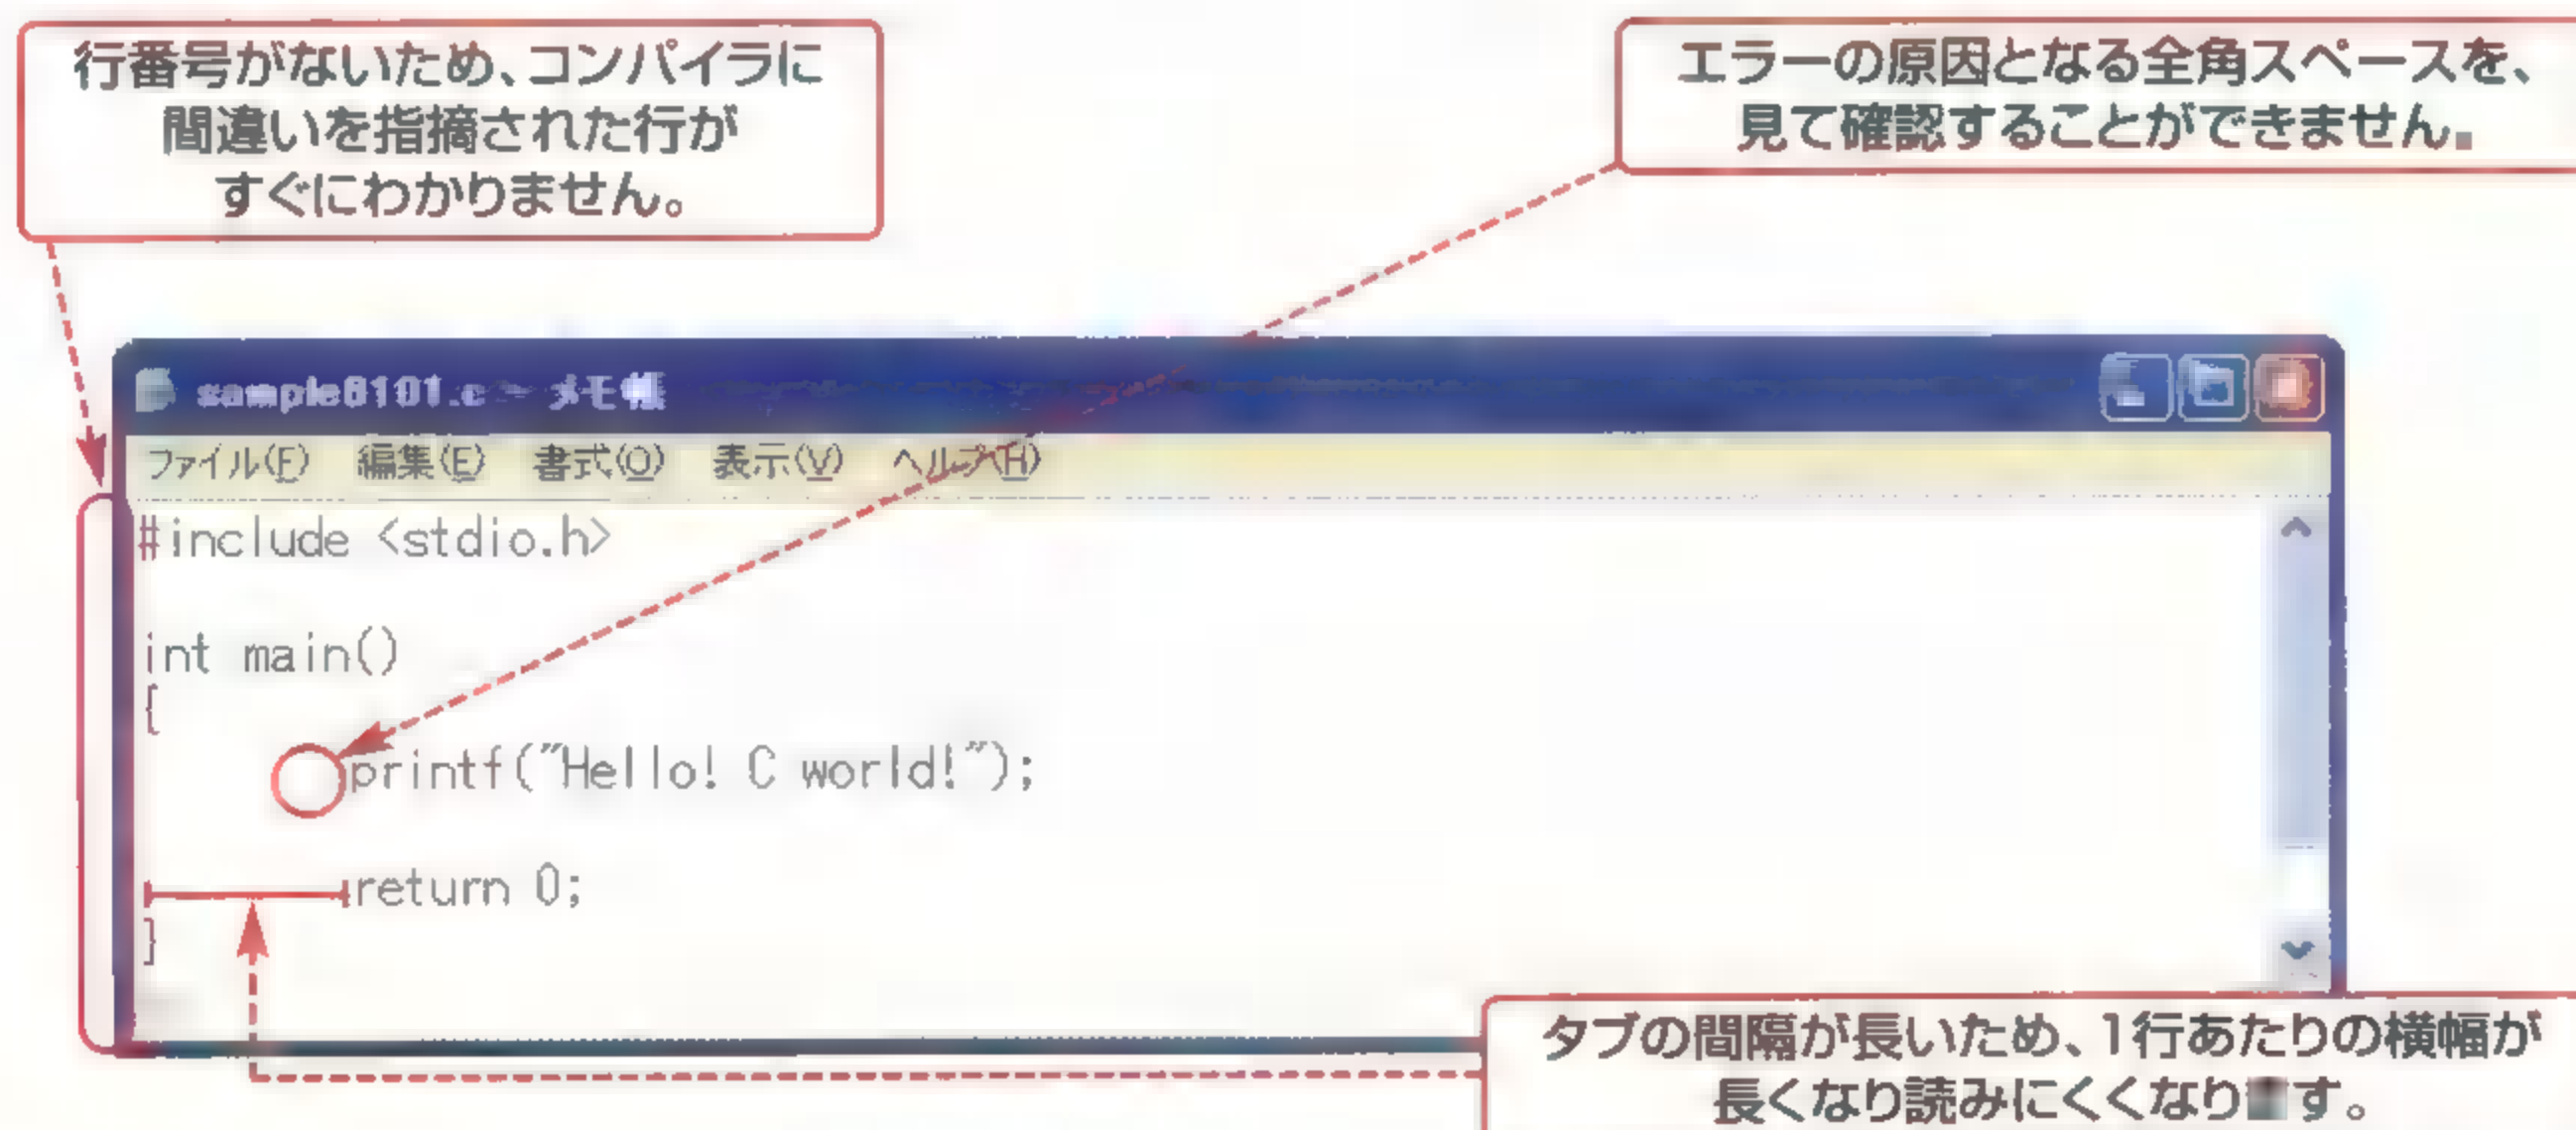 行番号がないため、コンパイラに
間違いを指摘された行が
すぐにわかりません。
エラーの原因となる全角スペースを、
見て確認することができません。
sample0101.c - メモ帳
ファイル(F) 編集(E) 書式(O) 表示(V) ヘルプ(H)
#include <stdio.h>
int main()
{
printf("Hello! C world!");
return 0;
}
タブの間隔が長いため、1行あたりの横幅が
長くなり読みにくくなります。